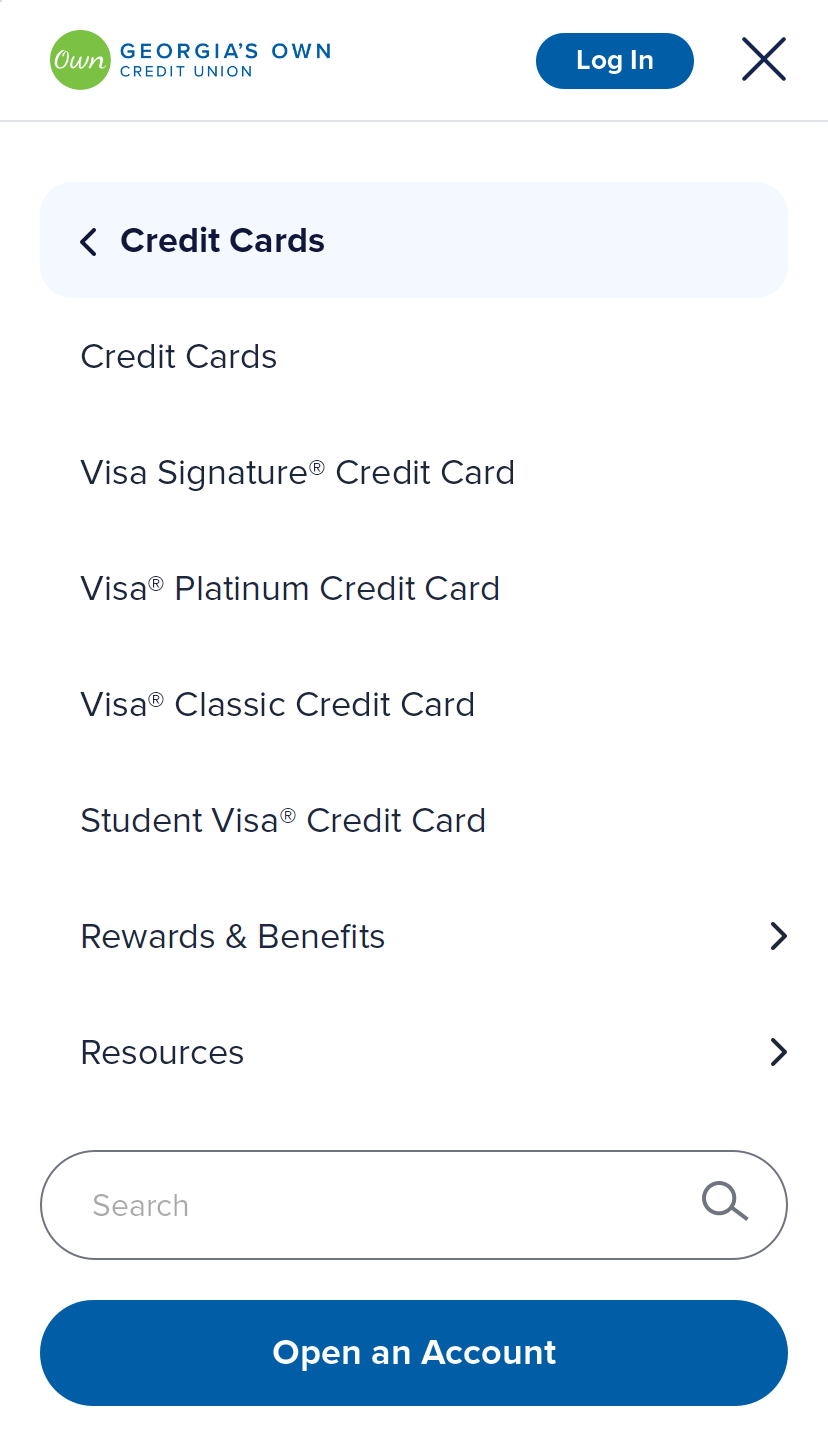 Own GEORGIA'S OWN
CREDIT UNION
Log In
Credit Cards
Credit Cards
Visa Signature® Credit Card
Visa® Platinum Credit Card
Visa® Classic Credit Card
Student Visa® Credit Card
Rewards & Benefits
Resources
Search
Open an Account